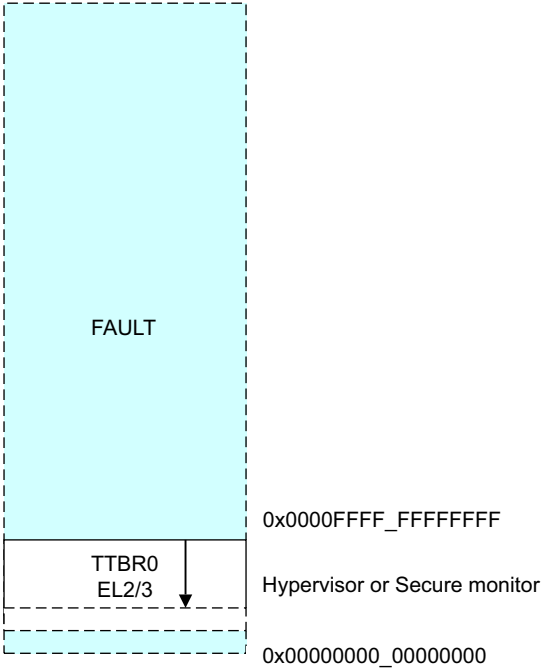 FAULT
0x0000FFFF_FFFFFFFF
TTBR0
EL2/3
Hypervisor or Secure monitor
0x00000000_00000000